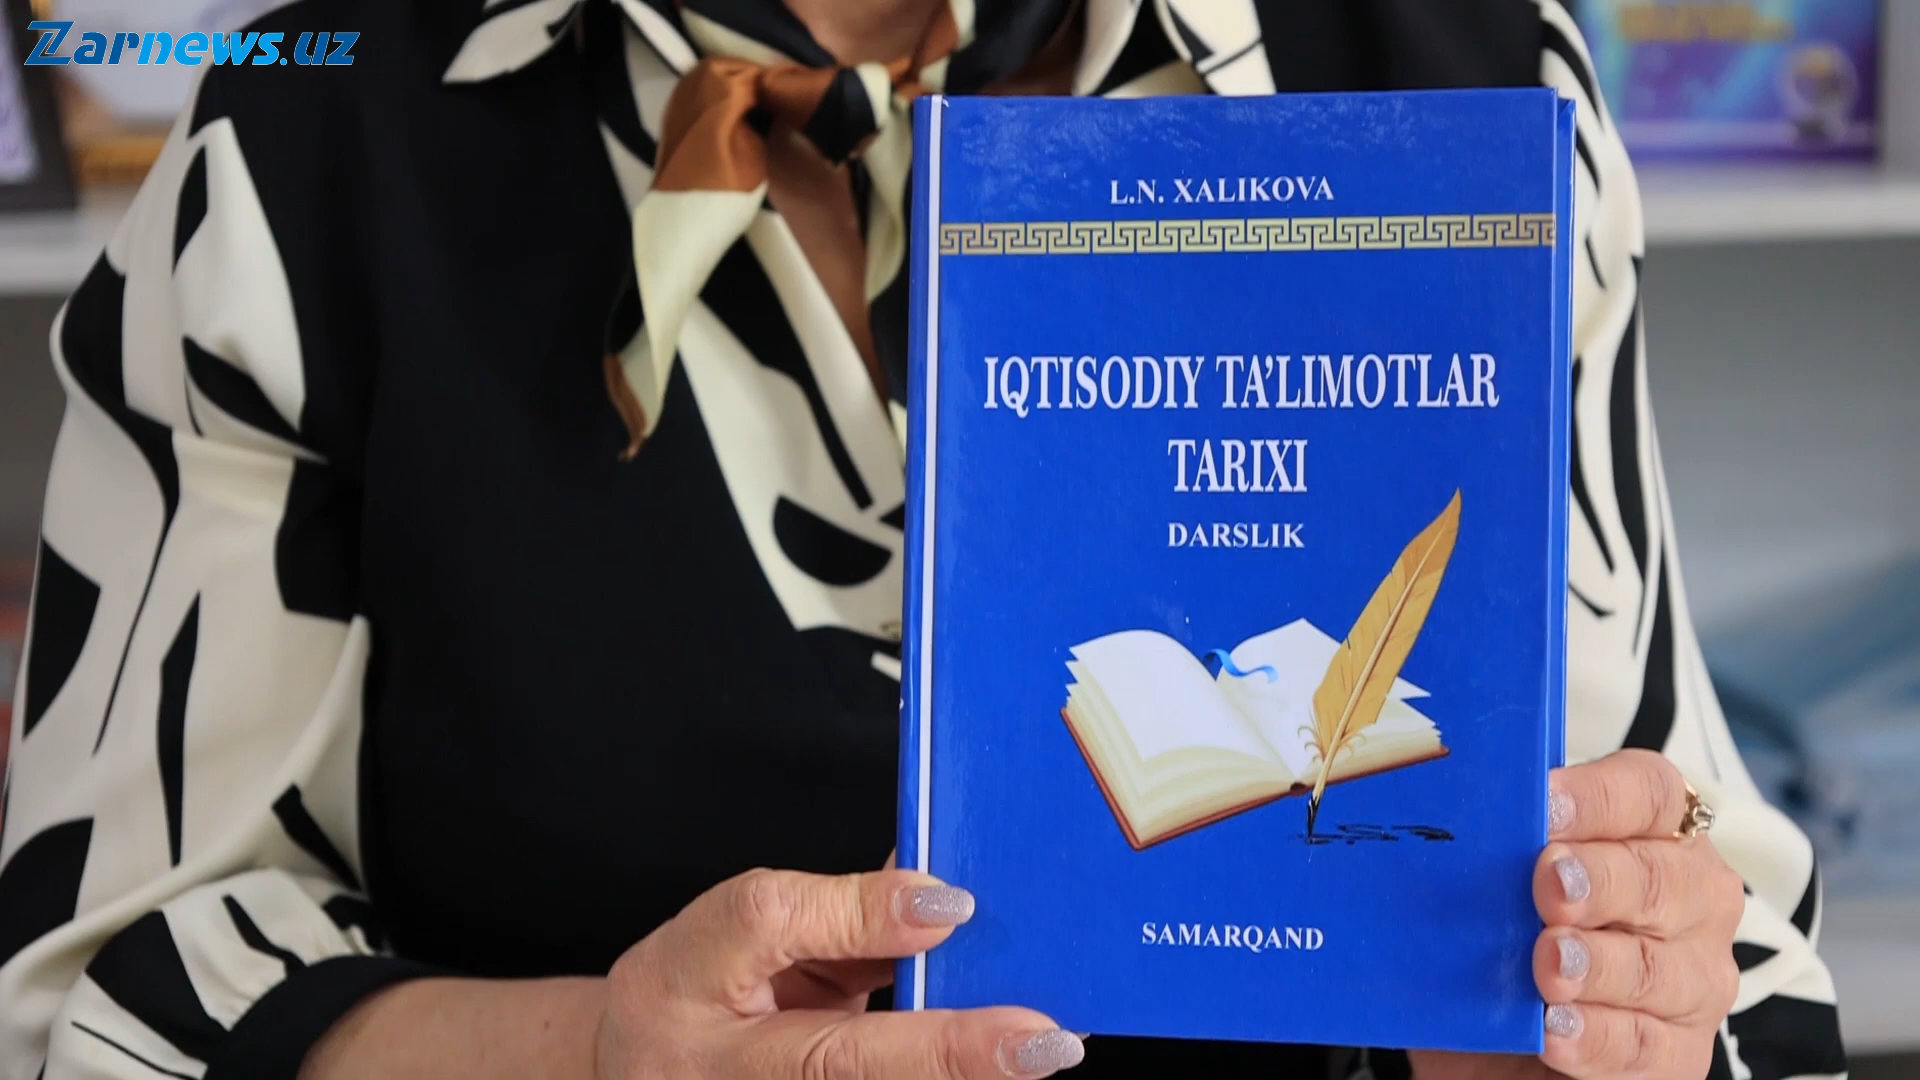 Zarnews.uz
L.N. XALIKOVA
IQTISODIY TA’LIMOTLAR
TARIXI
DARSLIK
SAMARQAND